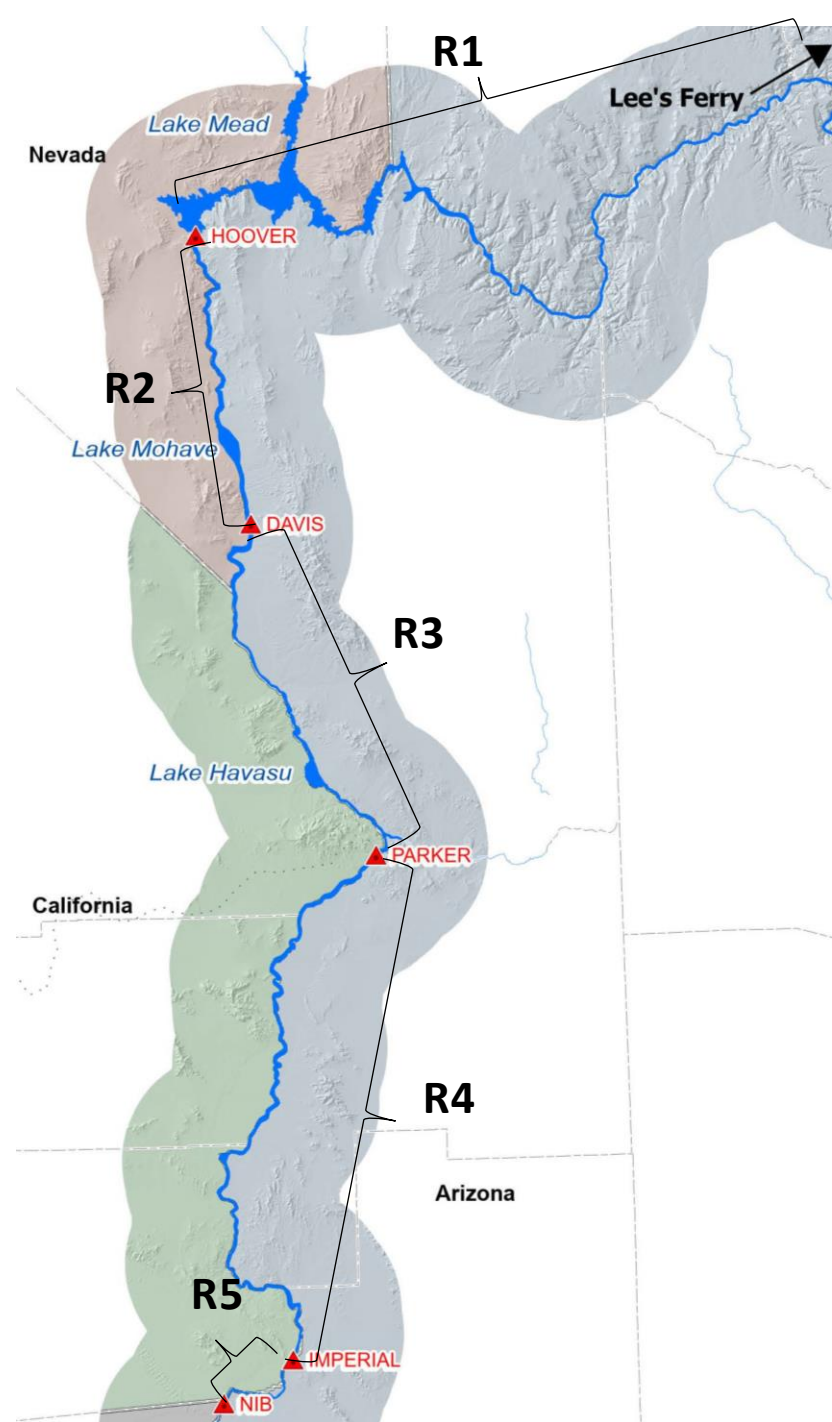 R1
Lee's Ferry
Lake Mead
Nevada
HOOVER
R2
Lake Mohave
DAVIS
R3
Lake Havasu
PARKER
California
R4
Arizona
R5
IMPERIAL
NIB